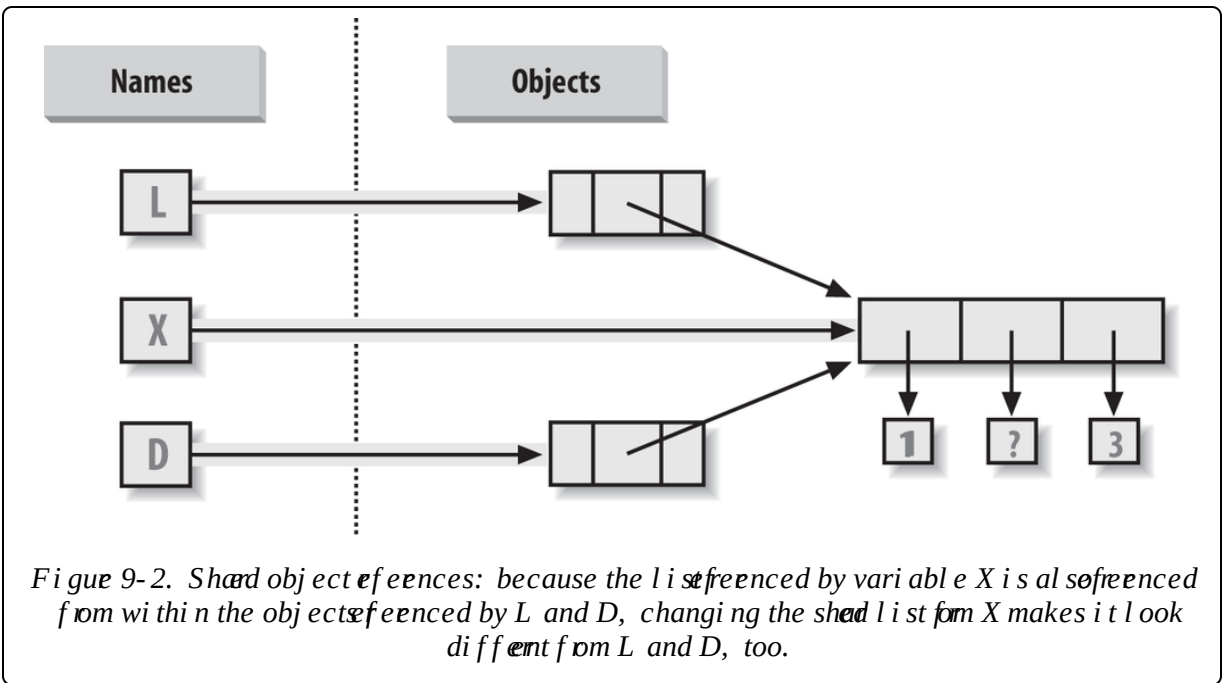 Names
Objects
L
X
D
1
?
3
Figure 9-2. Shared object references: because the list referenced by variable X is also referenced
from within the objects referenced by L and D, changing the shared list from X makes it look
different from L and D, too.